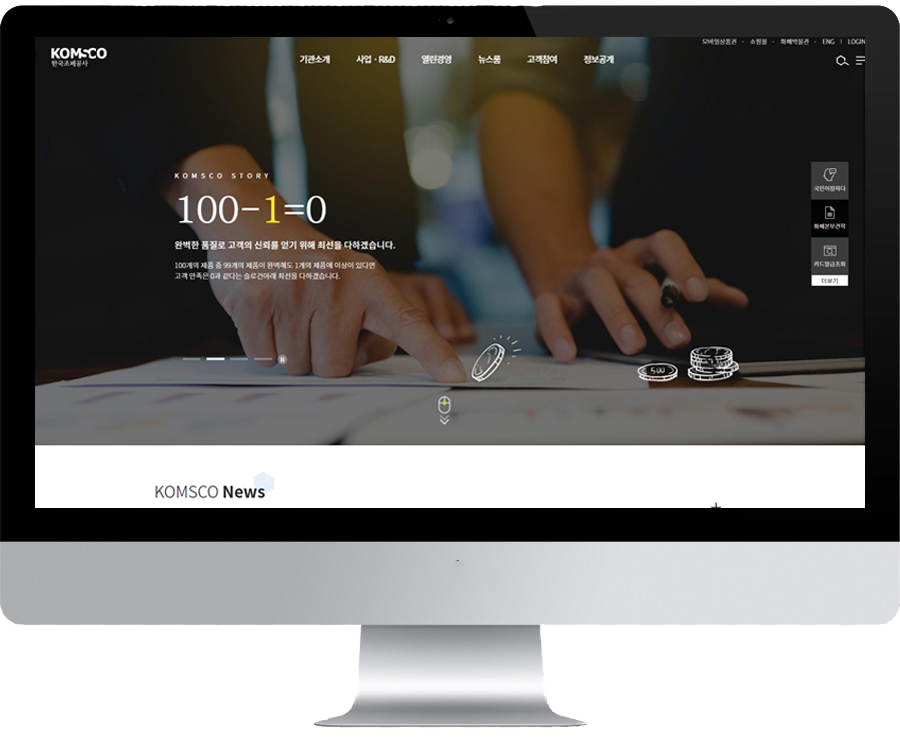 모바일상품권 · 쇼핑몰 · 화폐박물관 · ENG | LOGIN
KOMSCO
한국조폐공사
기관소개 사업 · R&D 열린경영 뉴스룸 고객참여 정보공개
KOMSCO STORY
100-1=0
완벽한 품질로 고객의 신뢰를 얻기 위해 최선을 다하겠습니다.
100개의 제품 중 99개의 제품이 완벽해도 1개의 제품에 이상이 있다면
고객 만족은 0과 같다는 슬로건아래 최선을 다하겠습니다.
국민이말하다
화폐본부견학
카드발급조회
더보기
500
KOMSCO News